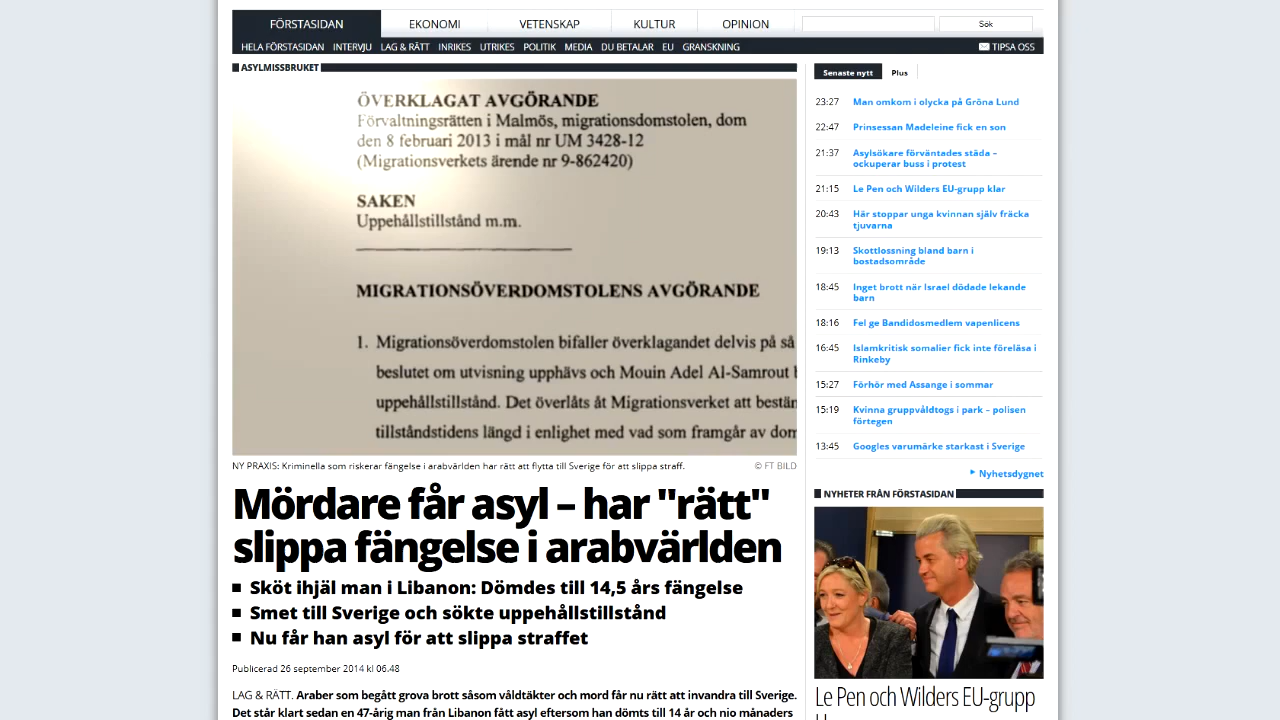 FÖRSTASIDAN
EKONOMI
VETENSKAP
KULTUR
OPINION
Sök
HELA FÖRSTASIDAN INTERVJU LAG & RÄTT INRIKES UTRIKES POLITIK MEDIA DU BETALAR EU GRANSKNING
TIPSA OSS
ASYLMISSBRUKET
ÖVERKLAGAT AVGÖRANDE
Förvaltningsrätten i Malmös, migrationsdomstolen, dom
den 8 februari 2013 i mål nr UM 3428-12
(Migrationsverkets ärende nr 9-862420)
SAKEN
Uppehållstillstånd m.m.
MIGRATIONSÖVERDOMSTOLENS AVGÖRANDE
1. Migrationsöverdomstolen bifaller överklagandet delvis på så
beslutet om utvisning upphävs och Mouin Adel Al-Samrout
uppehållstillstånd. Det överlåts åt Migrationsverket att bestän
tillståndstidens längd i enlighet med vad som framgår av dom
NY PRAXIS: Kriminella som riskerar fängelse i arabvärlden har rätt att flytta till Sverige för att slippa straff.
© FT BILD
Mördare får asyl – har "rätt"
slippa fängelse i arabvärlden
Sköt ihjäl man i Libanon: Dömdes till 14,5 års fängelse
Smet till Sverige och sökte uppehållstillstånd
Nu får han asyl för att slippa straffet
Publicerad 26 september 2014 kl 06.48
LAG & RÄTT. Araber som begått grova brott såsom våldtäkter och mord får nu rätt att invandra till Sverige.
Det står klart sedan en 47-årig man från Libanon fått asyl eftersom han dömts till 14 år och nio månaders
Senaste nytt
Plus
23:27 Man omkom i olycka på Gröna Lund
22:47 Prinsessan Madeleine fick en son
21:37 Asylsökare förväntades städa –
ockuperar buss i protest
21:15 Le Pen och Wilders EU-grupp klar
20:43 Här stoppar unga kvinnan själv fräcka
tjuvarna
19:13 Skottlossning bland barn i
bostadsområde
18:45 Inget brott när Israel dödade lekande
barn
18:16 Fel ge Bandidosmedlem vapenlicens
16:45 Islamkritisk somalier fick inte föreläsa i
Rinkeby
15:27 Förhör med Assange i sommar
15:19 Kvinna gruppvåldtogs i park – polisen
förtegen
13:45 Googles varumärke starkast i Sverige
Nyhetsdygnet
NYHETER FRÅN FÖRSTASIDAN
Le Pen och Wilders EU-grupp